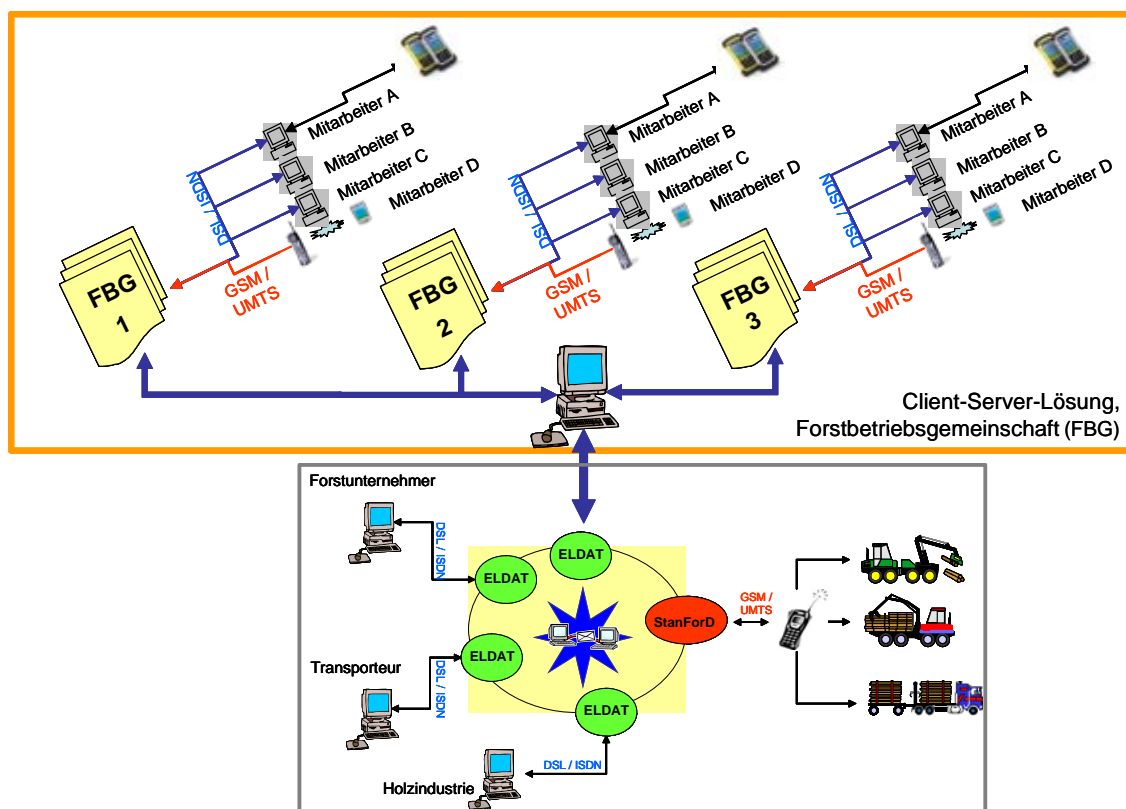 Mitarbeiter A
Mitarbeiter B
Mitarbeiter C
Mitarbeiter D
DSL / ISDN
GSM /
UMTS
FBG
1
Mitarbeiter A
Mitarbeiter B
Mitarbeiter C
Mitarbeiter D
DSL / ISDN
GSM /
UMTS
FBG
2
Mitarbeiter A
Mitarbeiter B
Mitarbeiter C
Mitarbeiter D
DSL / ISDN
GSM /
UMTS
FBG
3
Client-Server-Lösung,
Forstbetriebsgemeinschaft (FBG)
Forstunternehmer
DSL / ISDN
ELDAT
ELDAT
StanForD
GSM /
UMTS
Transporteur
DSL / ISDN
ELDAT
ELDAT
Holzindustrie
DSL / ISDN